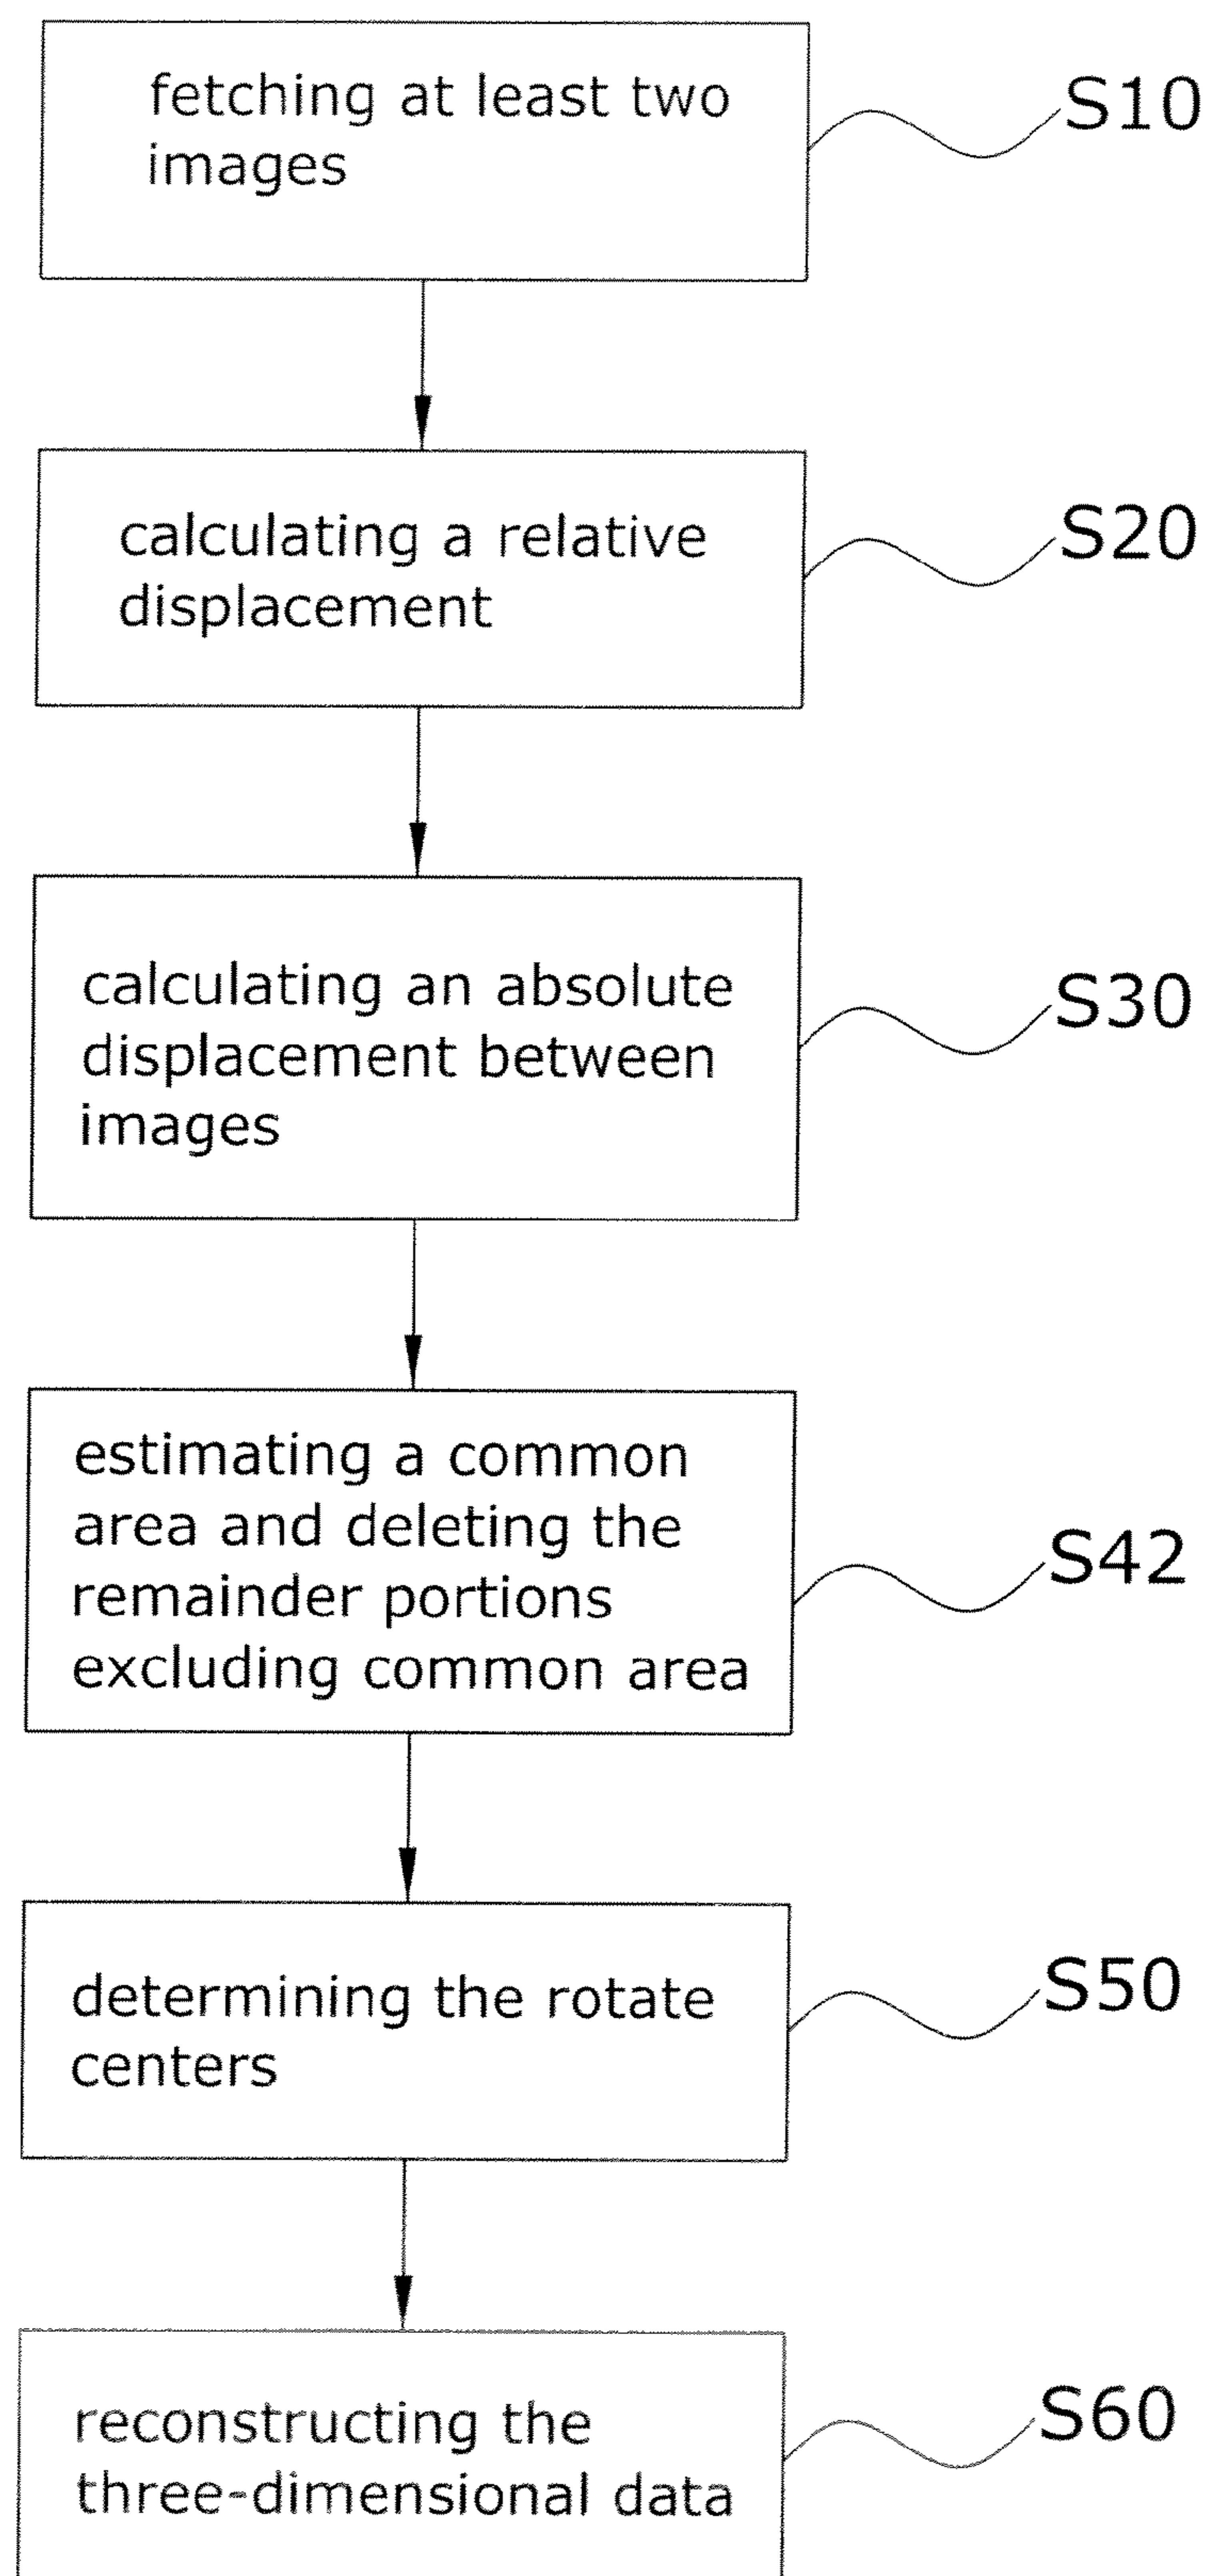 fetching at least two
images
S10
calculating a relative
displacement
S20
calculating an absolute
displacement between
images
S30
estimating a common
area and deleting the
remainder portions
excluding common area
S42
determining the rotate
centers
S50
reconstructing the
three-dimensional data
S60